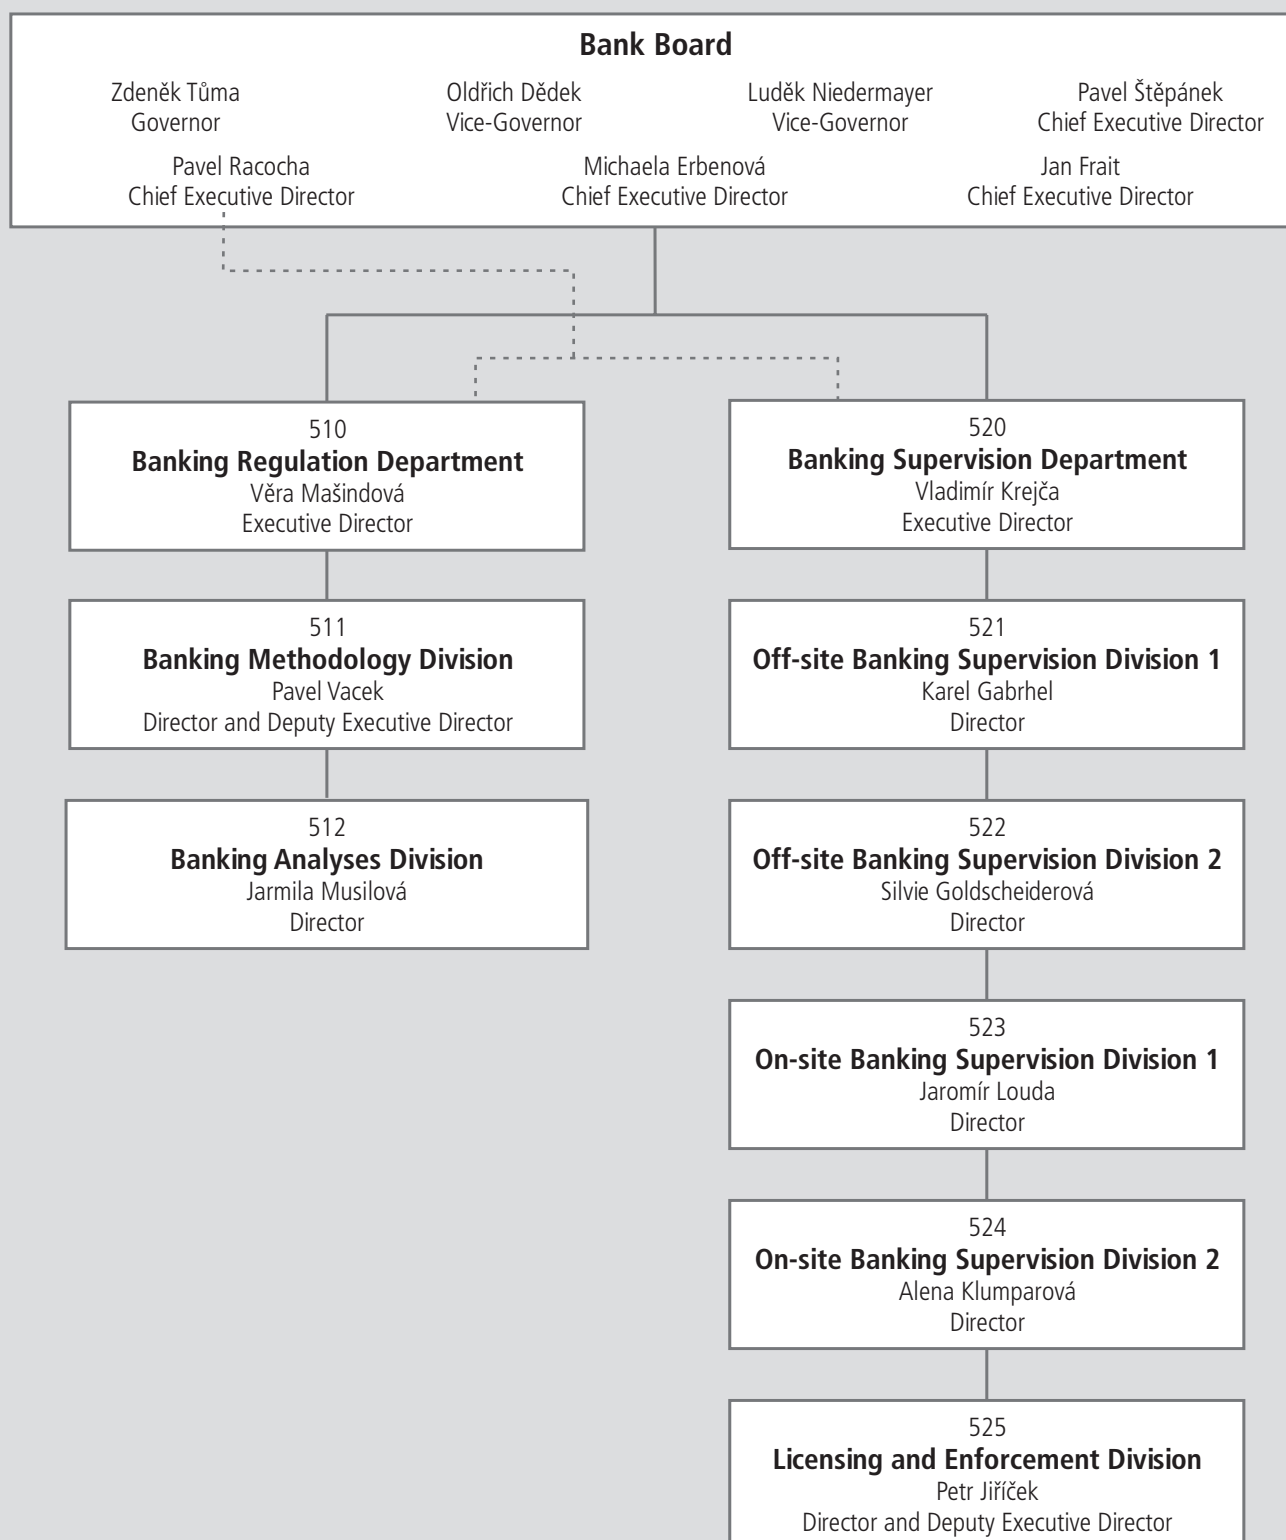 Bank Board
Zdeněk Tůma
Governor
Oldřich Dědek
Vice-Governor
Luděk Niedermayer
Vice-Governor
Pavel Štěpánek
Chief Executive Director
Pavel Racocha
Chief Executive Director
Michaela Erbenová
Chief Executive Director
Jan Frait
Chief Executive Director
510
Banking Regulation Department
Věra Mašindová
Executive Director
511
Banking Methodology Division
Pavel Vacek
Director and Deputy Executive Director
512
Banking Analyses Division
Jarmila Musilová
Director
520
Banking Supervision Department
Vladimír Krejča
Executive Director
521
Off-site Banking Supervision Division 1
Karel Gabrhel
Director
522
Off-site Banking Supervision Division 2
Silvie Goldscheiderová
Director
523
On-site Banking Supervision Division 1
Jaromír Louda
Director
524
On-site Banking Supervision Division 2
Alena Klumparová
Director
525
Licensing and Enforcement Division
Petr Jiříček
Director and Deputy Executive Director